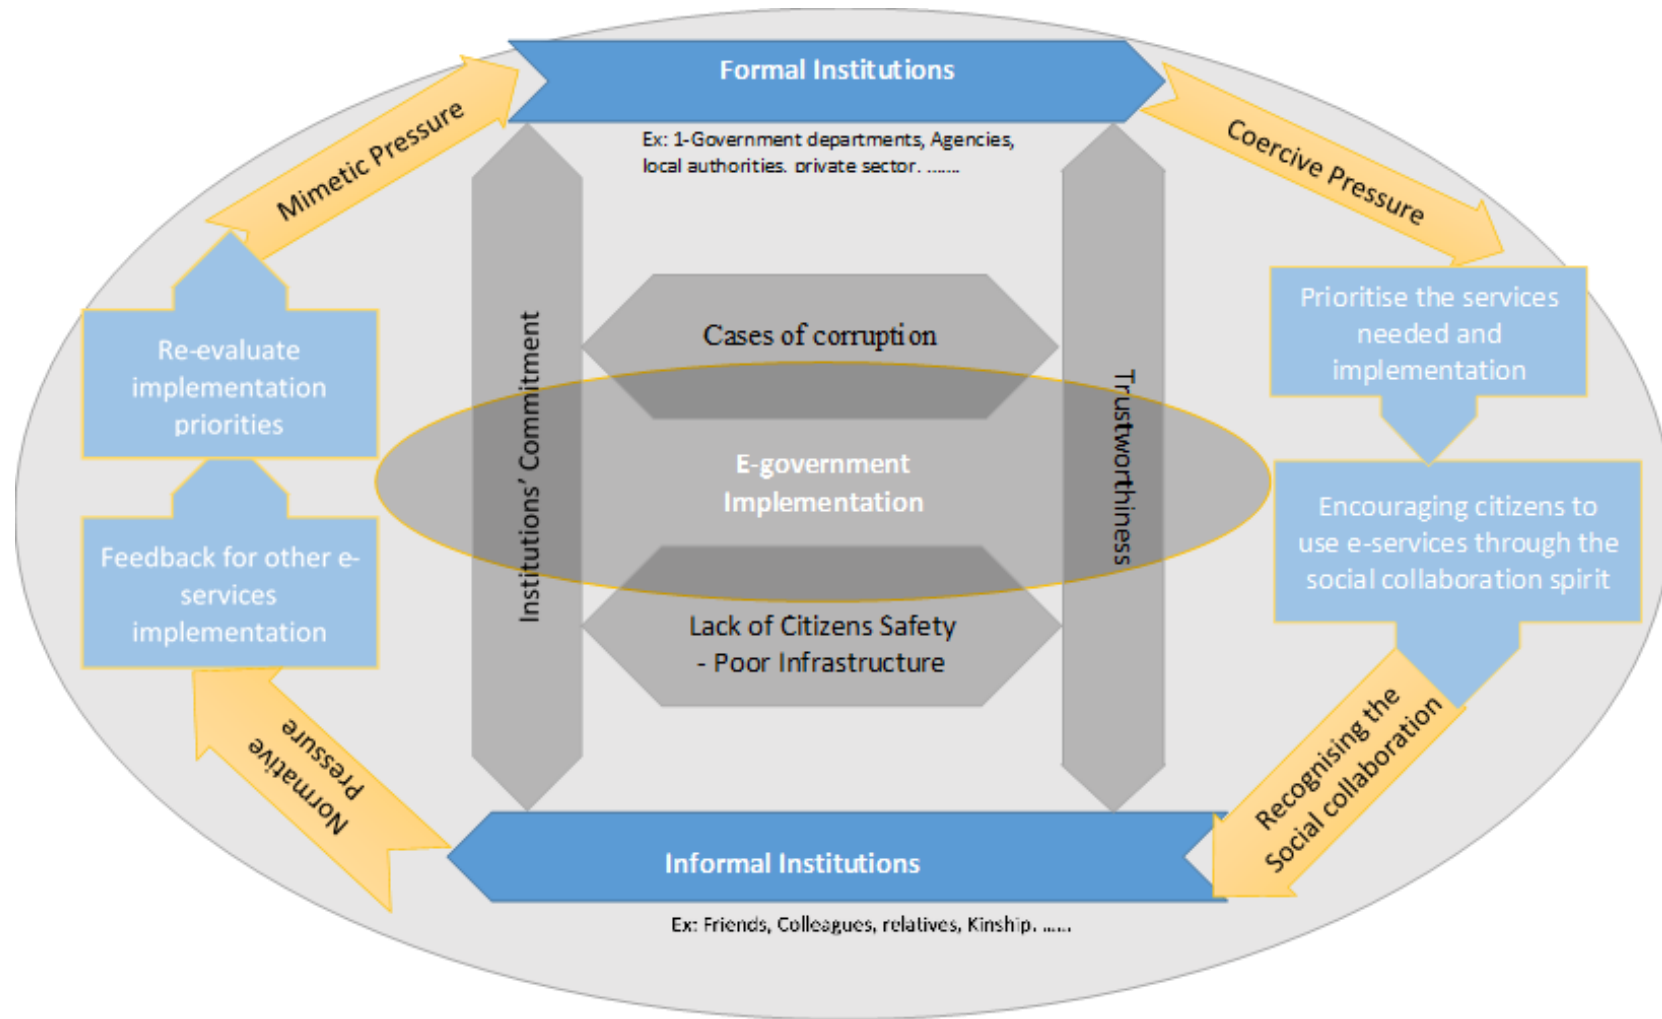 Formal Institutions
Ex: 1-Government departments, Agencies,
local authorities, private sector. .......
Mimetic Pressure
Coercive Pressure
Re-evaluate
implementation
priorities
Feedback for other e-
services
implementation
Normative
Pressure
Institutions’ Commitment
Cases of corruption
E-government
Implementation
Lack of Citizens Safety
- Poor Infrastructure
Trustworthiness
Prioritise the services
needed and
implementation
Encouraging citizens to
use e-services through the
social collaboration spirit
Recognising the
Social collaboration
Informal Institutions
Ex: Friends, Colleagues, relatives, Kinship. ......